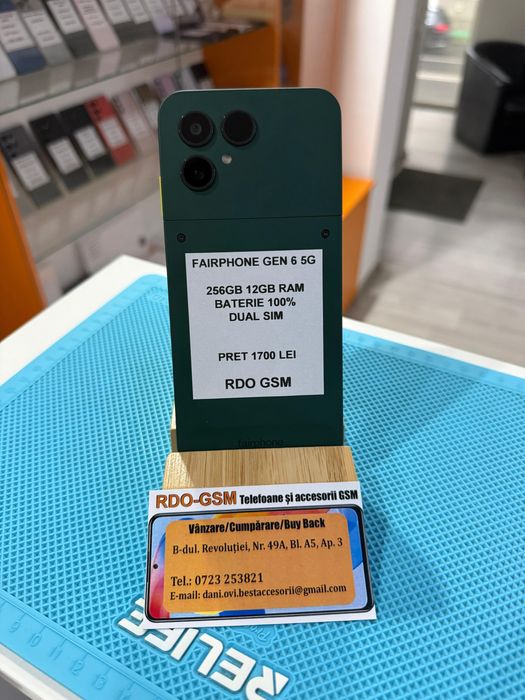 FAIRPHONE GEN 6 5G
256GB 12GB RAM
BATERIE 100%
DUAL SIM
PRET 1700 LEI
RDO GSM
fairphone
RDO-GSM Telefoane și accesorii GSM
Vânzare/Cumpărare/Buy Back
B-dul. Revoluției, Nr. 49A, Bl. A5, Ap. 3
Tel.: 0723 253821
E-mail: dani.ovi.bestaccesorii@gmail.com
RELIFE